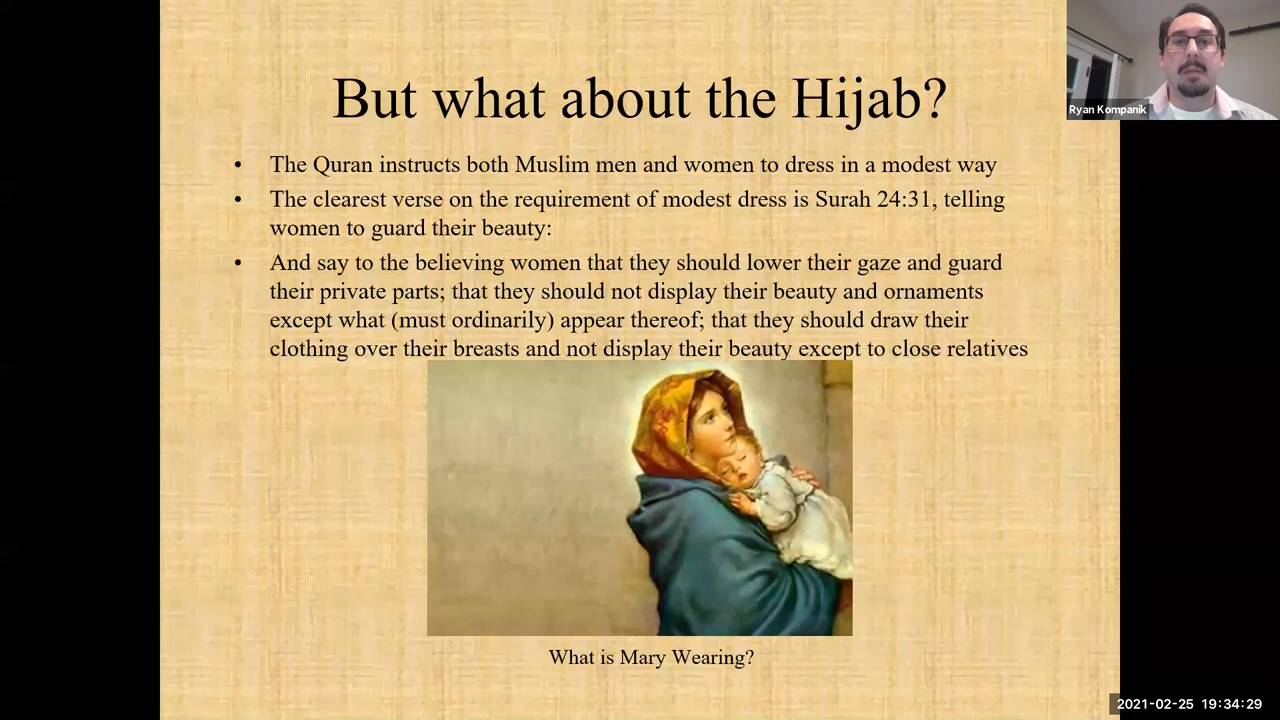 But what about the Hijab?
• The Quran instructs both Muslim men and women to dress in a modest way
• The clearest verse on the requirement of modest dress is Surah 24:31, telling
women to guard their beauty:
• And say to the believing women that they should lower their gaze and guard
their private parts; that they should not display their beauty and ornaments
except what (must ordinarily) appear thereof; that they should draw their
clothing over their breasts and not display their beauty except to close relatives
What is Mary Wearing?
Ryan Kompanik
2021-02-25 19:34:29